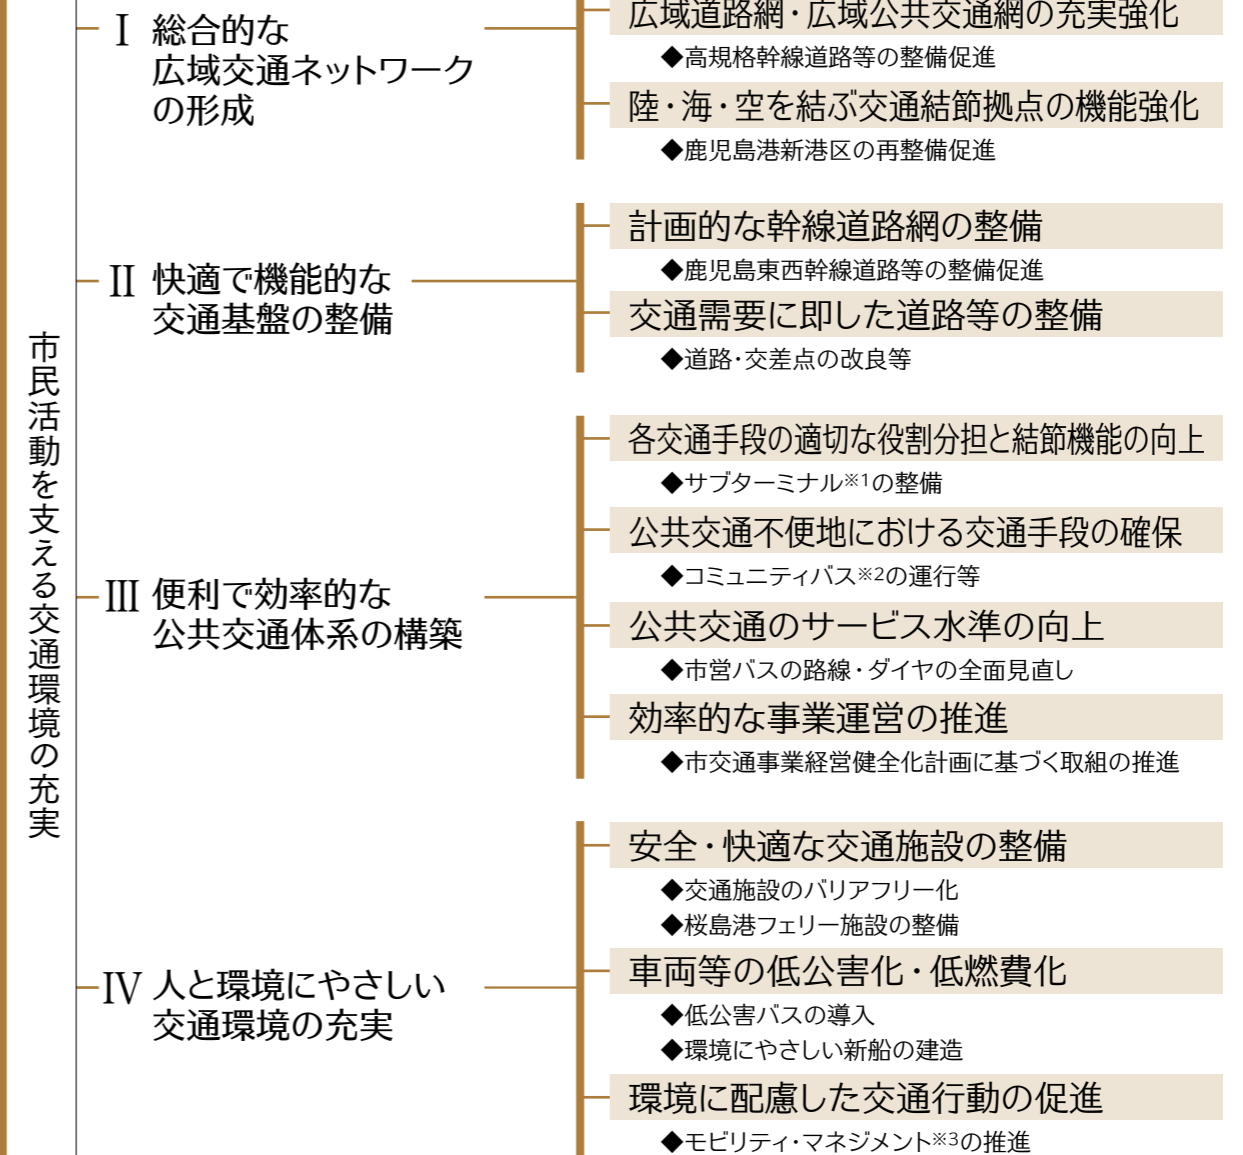 市民活動を支える交通環境の充実
Ⅰ 総合的な
広域交通ネットワーク
の形成
広域道路網・広域公共交通網の充実強化
◆高規格幹線道路等の整備促進
陸・海・空を結ぶ交通結節拠点の機能強化
◆鹿児島港新港区の再整備促進
Ⅱ 快適で機能的な
交通基盤の整備
計画的な幹線道路網の整備
◆鹿児島東西幹線道路等の整備促進
交通需要に即した道路等の整備
◆道路・交差点の改良等
Ⅲ 便利で効率的な
公共交通体系の構築
各交通手段の適切な役割分担と結節機能の向上
◆サブターミナル※1の整備
公共交通不便地における交通手段の確保
◆コミュニティバス※2の運行等
公共交通のサービス水準の向上
◆市営バスの路線・ダイヤの全面見直し
効率的な事業運営の推進
◆市交通事業経営健全化計画に基づく取組の推進
Ⅳ 人と環境にやさしい
交通環境の充実
安全・快適な交通施設の整備
◆交通施設のバリアフリー化
◆桜島港フェリー施設の整備
車両等の低公害化・低燃費化
◆低公害バスの導入
◆環境にやさしい新船の建造
環境に配慮した交通行動の促進
◆モビリティ・マネジメント※3の推進